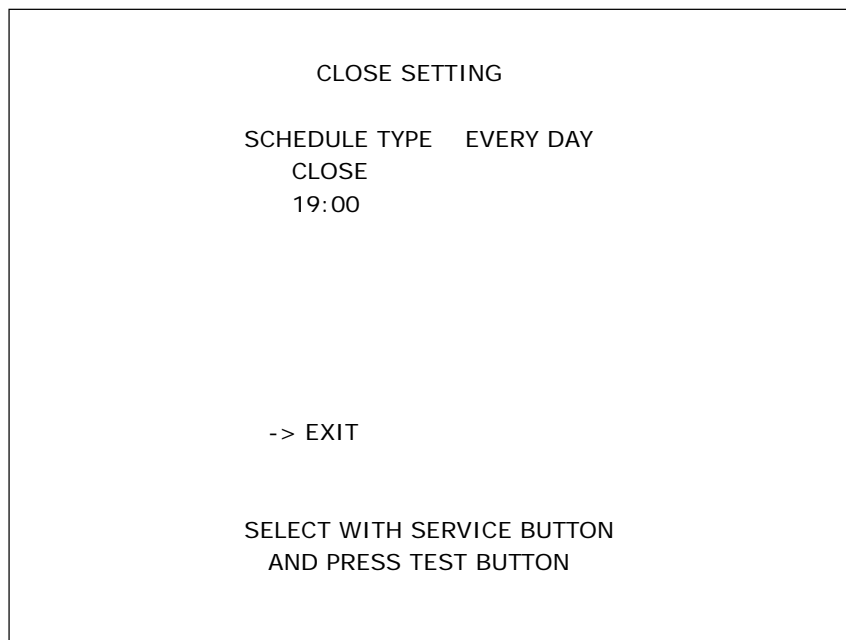 CLOSE SETTING
SCHEDULE TYPE EVERY DAY
CLOSE
19:00
-> EXIT
SELECT WITH SERVICE BUTTON
AND PRESS TEST BUTTON